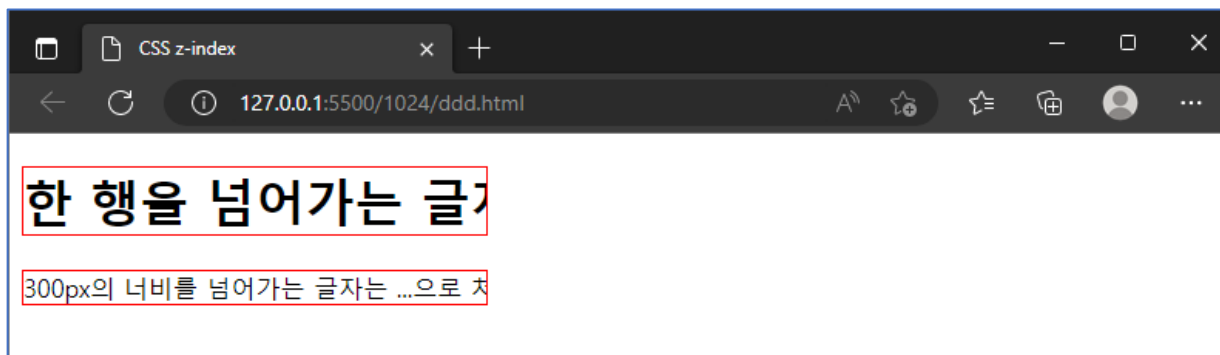 CSS z-index
127.0.0.1:5500/1024/ddd.html
한 행을 넘어가는 글
300px의 너비를 넘어가는 글자는 ...으로